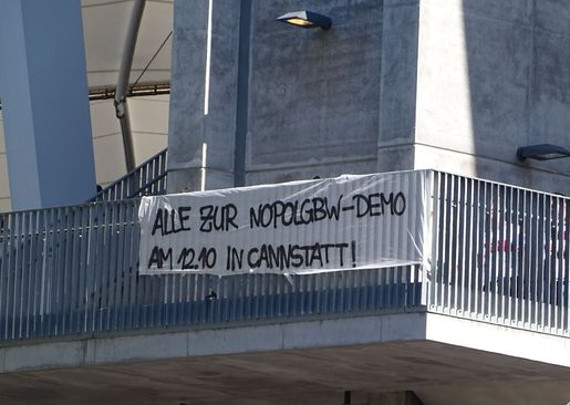 ALLE ZUR NOPOLGBW-DEMO
AM 12.10 IN CANNSTATT!